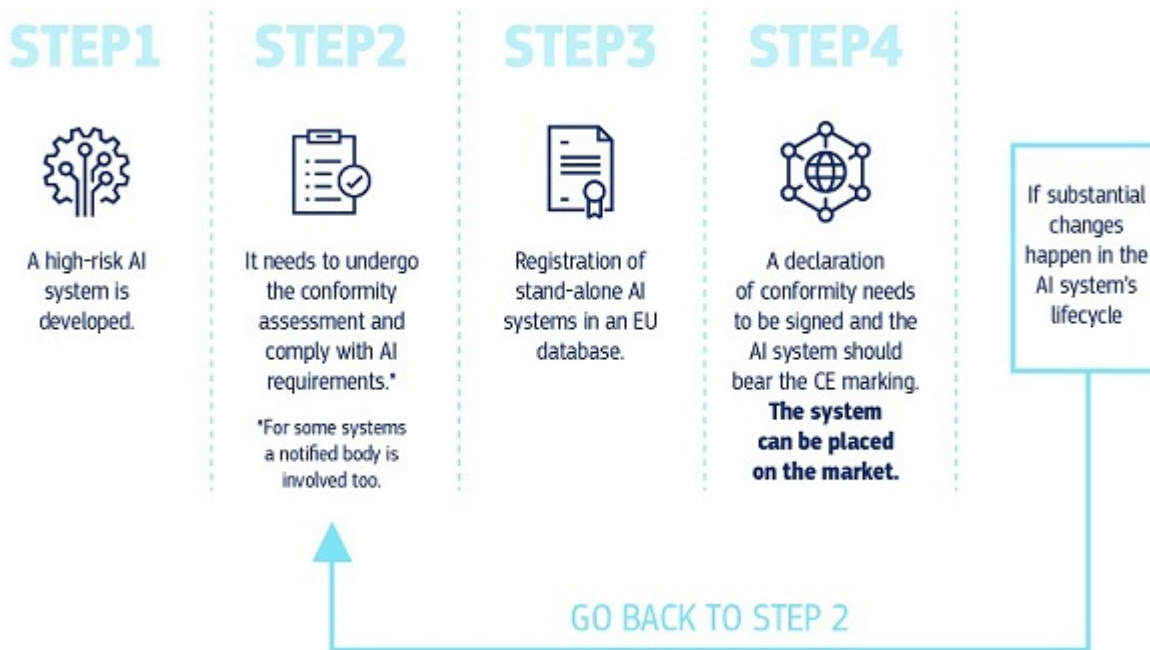 STEP1
A high-risk AI
system is
developed.
STEP2
It needs to undergo
the conformity
assessment and
comply with AI
requirements.*
*For some systems
a notified body is
involved too.
STEP3
Registration of
stand-alone AI
systems in an EU
database.
STEP4
A declaration
of conformity needs
to be signed and the
AI system should
bear the CE marking.
The system
can be placed
on the market.
If substantial
changes
happen in the
AI system's
lifecycle
GO BACK TO STEP 2